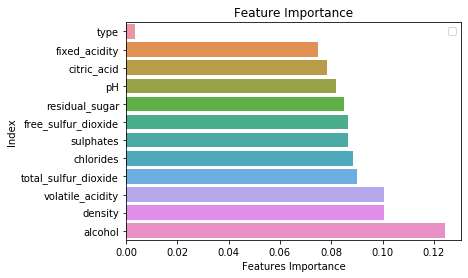 Feature Importance
type
fixed_acidity
citric_acid
pH
residual_sugar
free_sulfur_dioxide
sulphates
chlorides
total_sulfur_dioxide
volatile_acidity
density
alcohol
Index
0.00 0.02 0.04 0.06 0.08 0.10 0.12
Features Importance